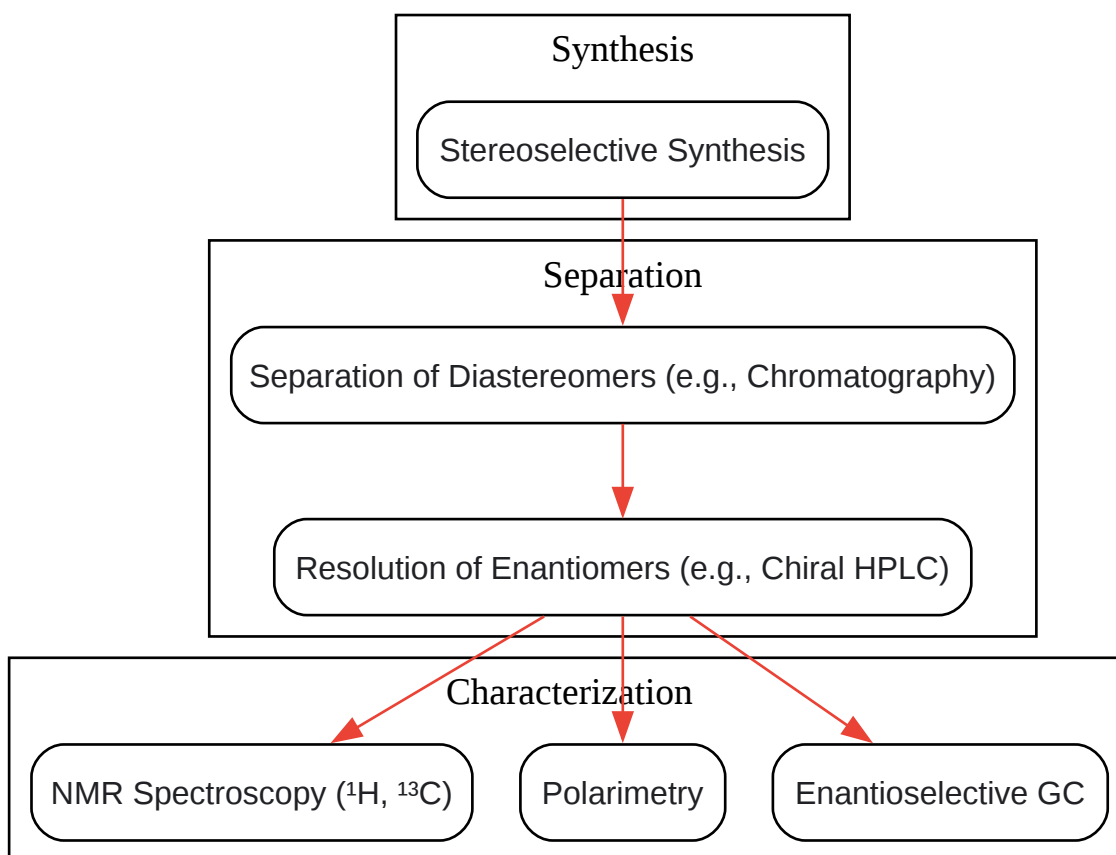 Synthesis
Stereoselective Synthesis
Separation
Separation of Diastereomers (e.g., Chromatography)
Resolution of Enantiomers (e.g., Chiral HPLC)
Characterization
NMR Spectroscopy (¹H, ¹³C)
Polarimetry
Enantioselective GC